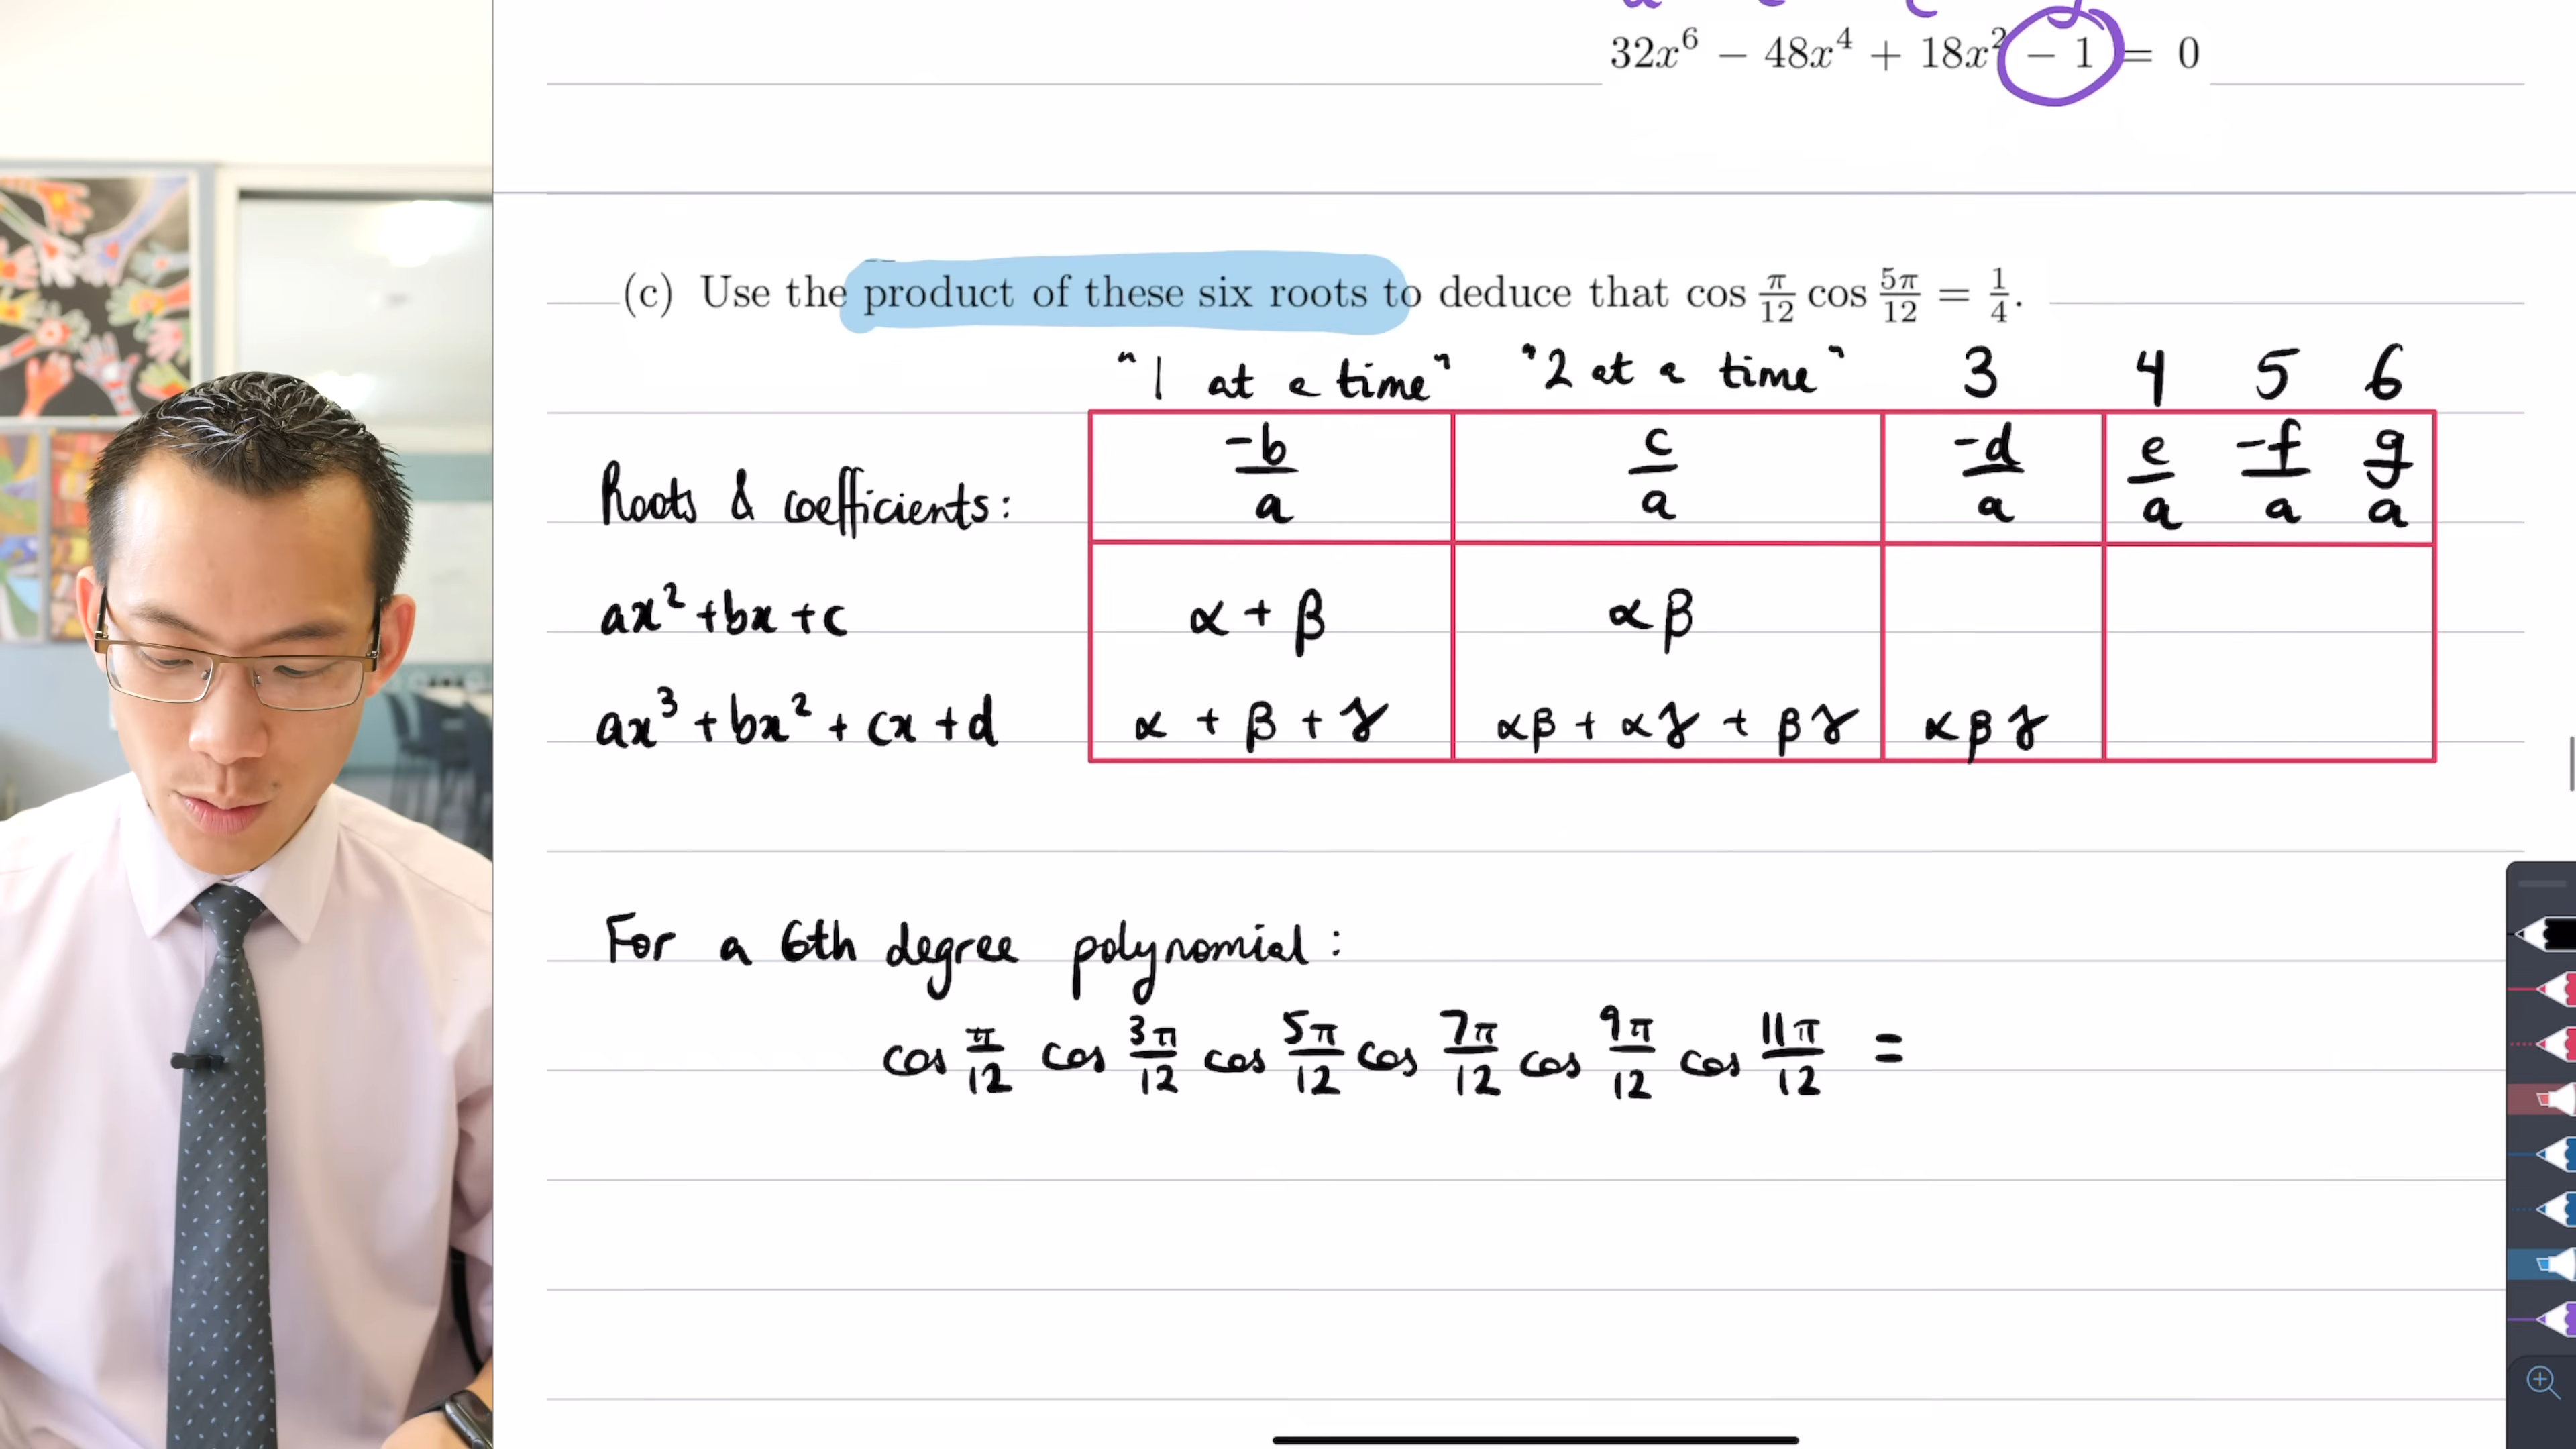 32x⁶ − 48x⁴ + 18x² − 1 = 0
(c) Use the product of these six roots to deduce that cos π/12 cos 5π/12 = 1/4.
"1 at a time" "2 at a time" 3 4 5 6
Roots & coefficients: -b/a c/a -d/a e/a -f/a g/a
ax² + bx + c α + β αβ
ax³ + bx² + cx + d α + β + γ αβ + αγ + βγ αβγ
For a 6th degree polynomial:
cos π/12 cos 3π/12 cos 5π/12 cos 7π/12 cos 9π/12 cos 11π/12 =